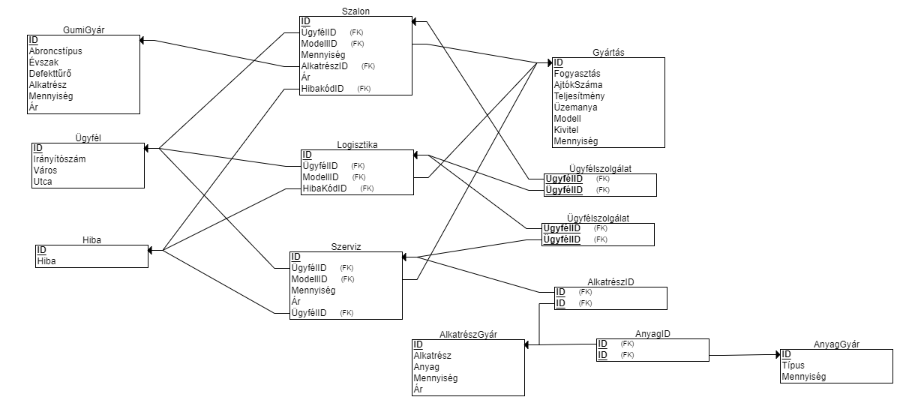 Szalon
ID
ÜgyfélID (FK)
ModellID (FK)
Mennyiség
AlkatrészID (FK)
Ár
HibakódID (FK)
GumiGyár
ID
Abroncstípus
Évszak
Defekttűrő
Alkatrész
Mennyiség
Ár
Gyártás
ID
Fogyasztás
AjtókSzáma
Teljesítmény
Üzemanya
Modell
Kivitel
Mennyiség
Ügyfél
ID
Irányítószám
Város
Utca
Logisztika
ID
ÜgyfélID (FK)
ModellID (FK)
HibaKódID (FK)
Ügyfélszolgálat
ÜgyfélID (FK)
ÜgyfélID (FK)
Ügyfélszolgálat
ÜgyfélID (FK)
ÜgyfélID (FK)
Hiba
ID
Hiba
Szerviz
ID
ÜgyfélID (FK)
ModellID (FK)
Mennyiség
Ár
ÜgyfélID (FK)
AlkatrészID
ID (FK)
ID (FK)
AlkatrészGyár
ID
Alkatrész
Anyag
Mennyiség
Ár
AnyagID
ID (FK)
ID (FK)
AnyagGyár
ID
Típus
Mennyiség